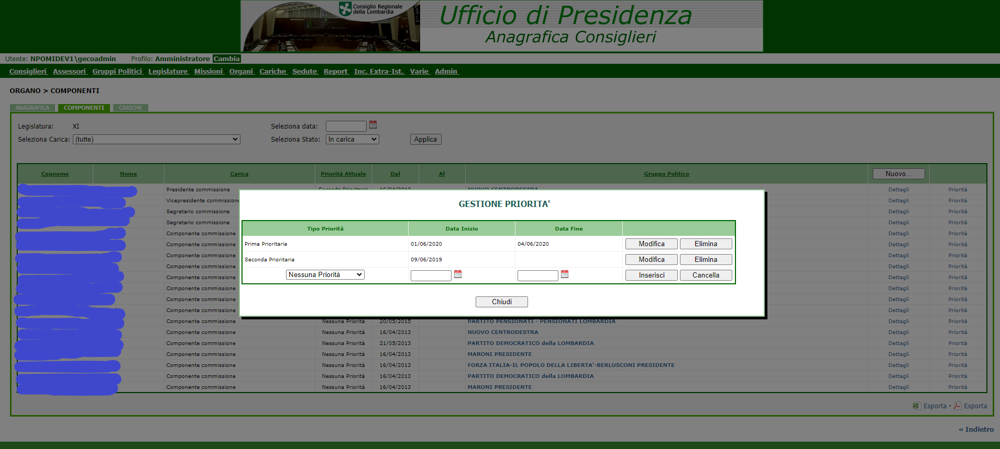 Consiglio Regionale
della Lombardia
Ufficio di Presidenza
Anagrafica Consiglieri
Utente: NPOMIDEV1\gecoadmin Profilo: Amministratore Cambia
Consiglieri Assessori Gruppi Politici Legislature Missioni Organi Cariche Sedute Report Inc. Extra-Ist. Varie Admin
ORGANO > COMPONENTI
ANAGRAFICA COMPONENTI CARICHE
Legislatura: XI Seleziona data:
Seleziona Carica: (tutte) Seleziona Stato: In carica Applica
Cognome Nome Carica Priorità Attuale Dal Al Gruppo Politico Nuovo...
Presidente commissione Seconda Prioritaria 16/04/2013 NUOVO CENTRODESTRA Dettagli Priorità
Vicepresidente commissione Dettagli Priorità
Segretario commissione Dettagli Priorità
Segretario commissione Dettagli Priorità
Componente commissione Dettagli Priorità
Componente commissione Dettagli Priorità
Componente commissione Dettagli Priorità
Componente commissione Dettagli Priorità
Componente commissione Dettagli Priorità
Componente commissione Dettagli Priorità
Componente commissione Dettagli Priorità
Componente commissione Dettagli Priorità
Componente commissione Nessuna Priorità 20/05/2015 PARTITO PENSIONATI - PENSIONATI LOMBARDIA Dettagli Priorità
Componente commissione Nessuna Priorità 16/04/2013 NUOVO CENTRODESTRA Dettagli Priorità
Componente commissione Nessuna Priorità 21/05/2013 PARTITO DEMOCRATICO della LOMBARDIA Dettagli Priorità
Componente commissione Nessuna Priorità 16/04/2013 MARONI PRESIDENTE Dettagli Priorità
Componente commissione Nessuna Priorità 16/04/2013 FORZA ITALIA-IL POPOLO DELLA LIBERTA'-BERLUSCONI PRESIDENTE Dettagli Priorità
Componente commissione Nessuna Priorità 16/04/2013 PARTITO DEMOCRATICO della LOMBARDIA Dettagli Priorità
Componente commissione Nessuna Priorità 16/04/2013 MARONI PRESIDENTE Dettagli Priorità
GESTIONE PRIORITA'
Tipo Priorità Data Inizio Data Fine
Prima Prioritaria 01/06/2020 04/06/2020 Modifica Elimina
Seconda Prioritaria 09/06/2019 Modifica Elimina
Nessuna Priorità Inserisci Cancella
Chiudi
Esporta - Esporta
« Indietro